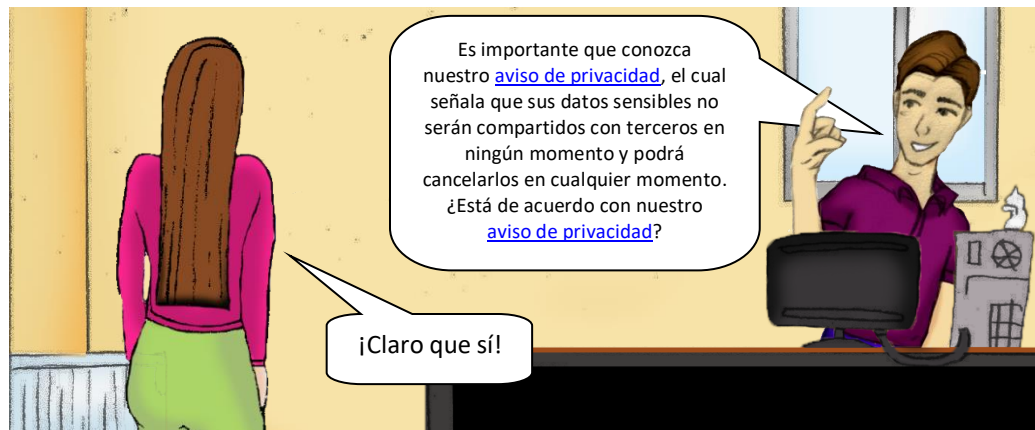 Es importante que conozca
nuestro aviso de privacidad, el cual
señala que sus datos sensibles no
serán compartidos con terceros en
ningún momento y podrá
cancelarlos en cualquier momento.
¿Está de acuerdo con nuestro
aviso de privacidad?
¡Claro que sí!